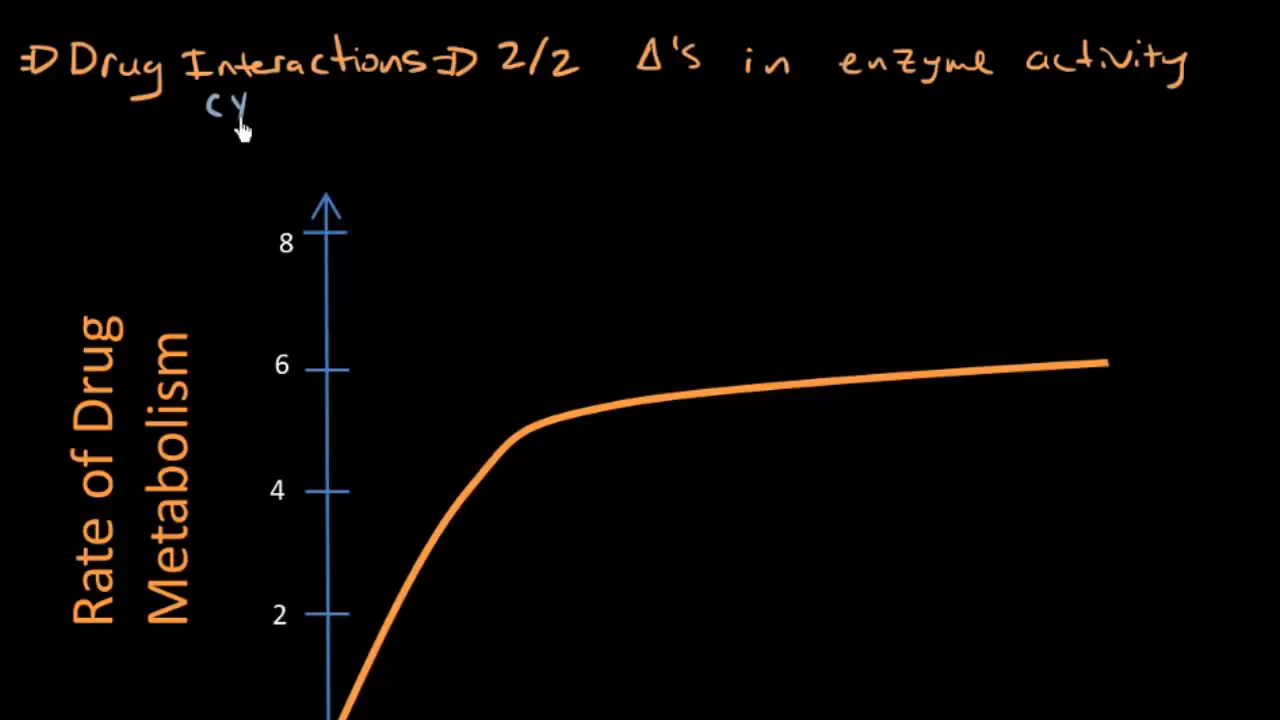 ⇒ Drug Interactions ⇒ 2/2 Δ's in enzyme activity
CY
8
6
4
2
Rate of Drug
Metabolism